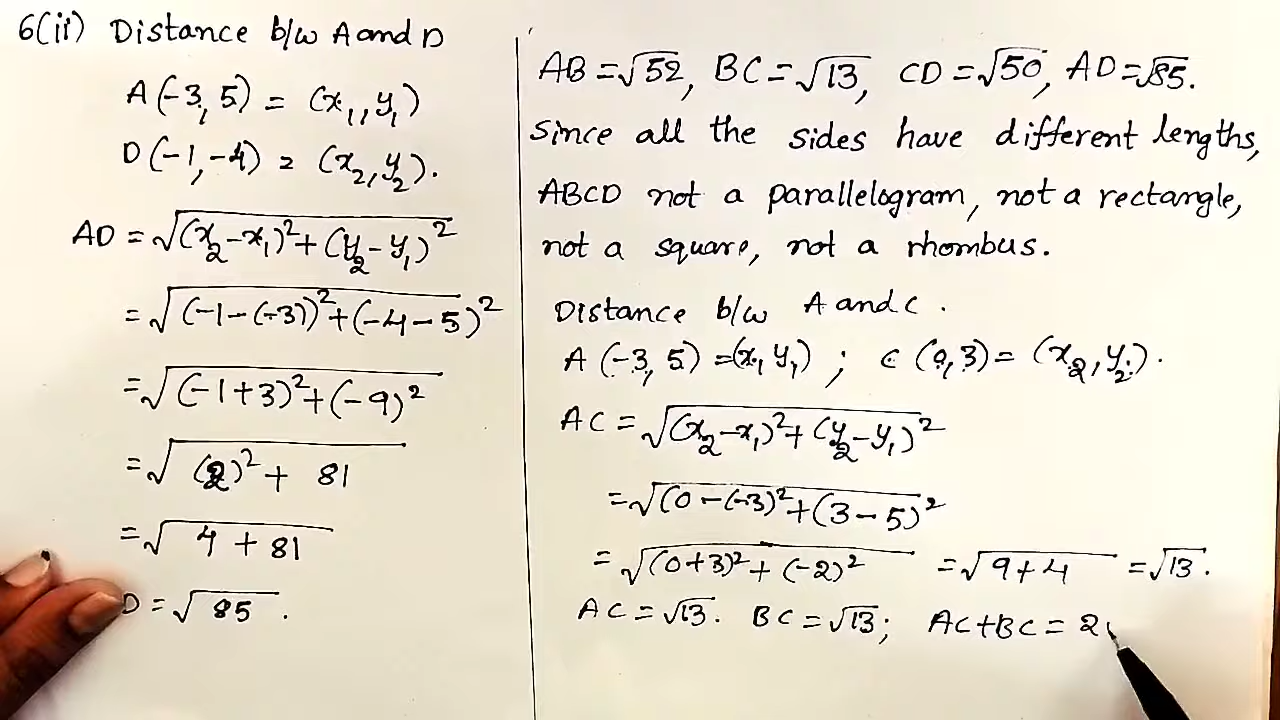 6(ii) Distance b/w A and D
A(-3, 5) = (x₁, y₁)
D(-1, -4) = (x₂, y₂).
AD = √(x₂-x₁)²+(y₂-y₁)²
= √(-1-(-3))²+(-4-5)²
= √(-1+3)²+(-9)²
= √(2)²+ 81
= √4 + 81
D = √85.
AB = √52, BC = √13, CD = √50, AD = √85.
Since all the sides have different lengths,
ABCD not a parallelogram, not a rectangle,
not a square, not a rhombus.
Distance b/w A and C.
A (-3, 5) = (x₁, y₁) ; C (0, 3) = (x₂, y₂).
AC = √(x₂-x₁)²+(y₂-y₁)²
= √(0-(-3)²+(3-5)²
= √(0+3)²+(-2)² = √9+4 = √13.
AC = √13. BC = √13; AC+BC = 2